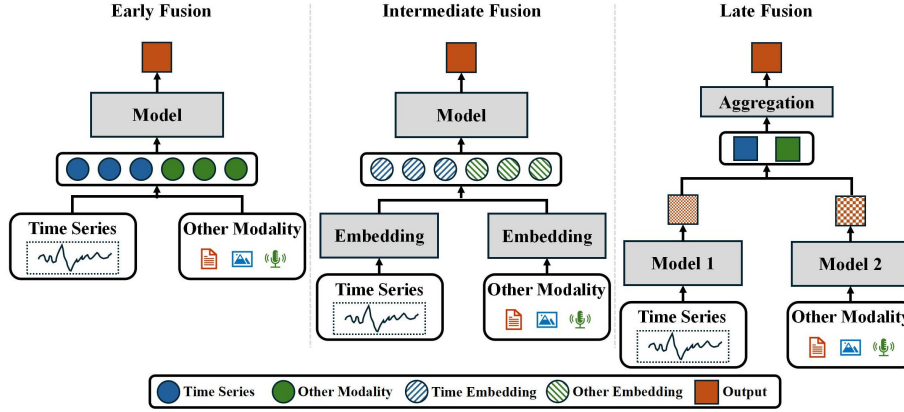 Early Fusion
Model
Time Series
Other Modality
Intermediate Fusion
Model
Embedding
Embedding
Time Series
Other Modality
Late Fusion
Aggregation
Model 1
Model 2
Time Series
Other Modality
Time Series
Other Modality
Time Embedding
Other Embedding
Output